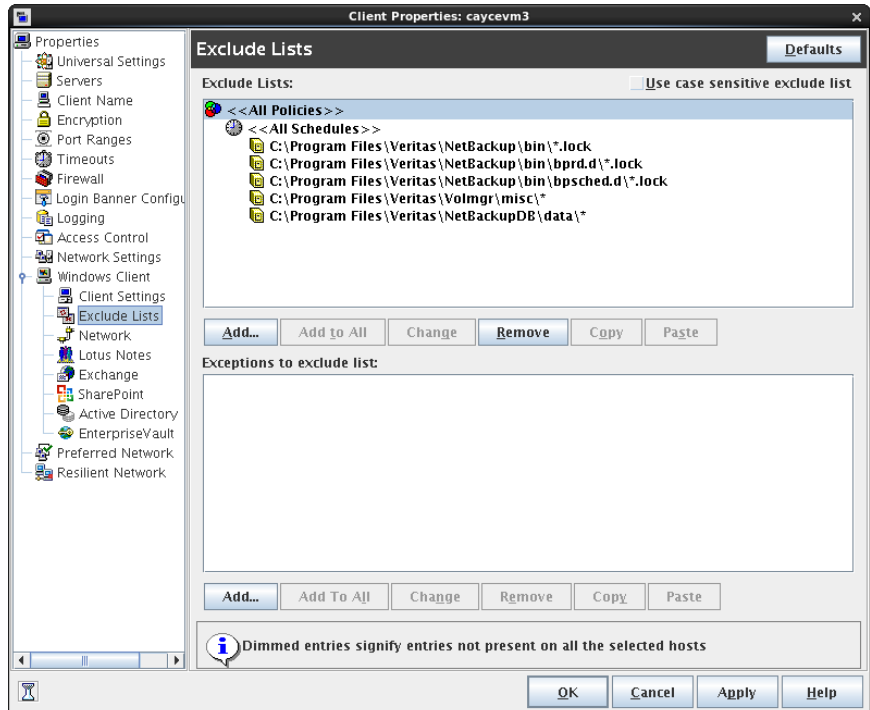 Client Properties: caycevm3
Properties
Universal Settings
Servers
Client Name
Encryption
Port Ranges
Timeouts
Firewall
Login Banner Configu
Logging
Access Control
Network Settings
Windows Client
Client Settings
Exclude Lists
Network
Lotus Notes
Exchange
SharePoint
Active Directory
EnterpriseVault
Preferred Network
Resilient Network
Exclude Lists
Defaults
Exclude Lists:
Use case sensitive exclude list
<<All Policies>>
<<All Schedules>>
C:\Program Files\Veritas\NetBackup\bin\*.lock
C:\Program Files\Veritas\NetBackup\bin\bprd.d\*.lock
C:\Program Files\Veritas\NetBackup\bin\bpsched.d\*.lock
C:\Program Files\Veritas\Volmgr\misc\*
C:\Program Files\Veritas\NetBackupDB\data\*
Add... Add to All Change Remove Copy Paste
Exceptions to exclude list:
Add... Add To All Change Remove Copy Paste
Dimmed entries signify entries not present on all the selected hosts
OK Cancel Apply Help